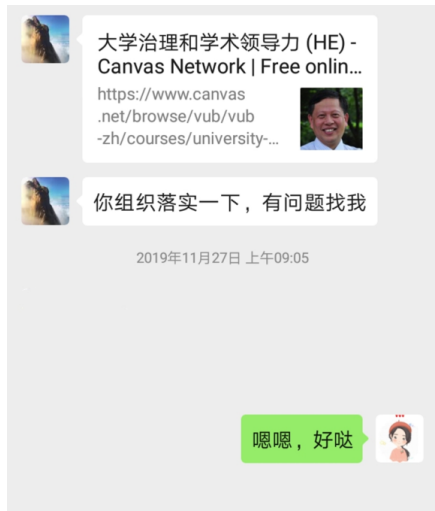 大学治理和学术领导力 (HE) -
Canvas Network | Free onlin...
https://www.canvas
.net/browse/vub/vub
-zh/courses/university-...
你组织落实一下，有问题找我
2019年11月27日 上午09:05
嗯嗯，好哒